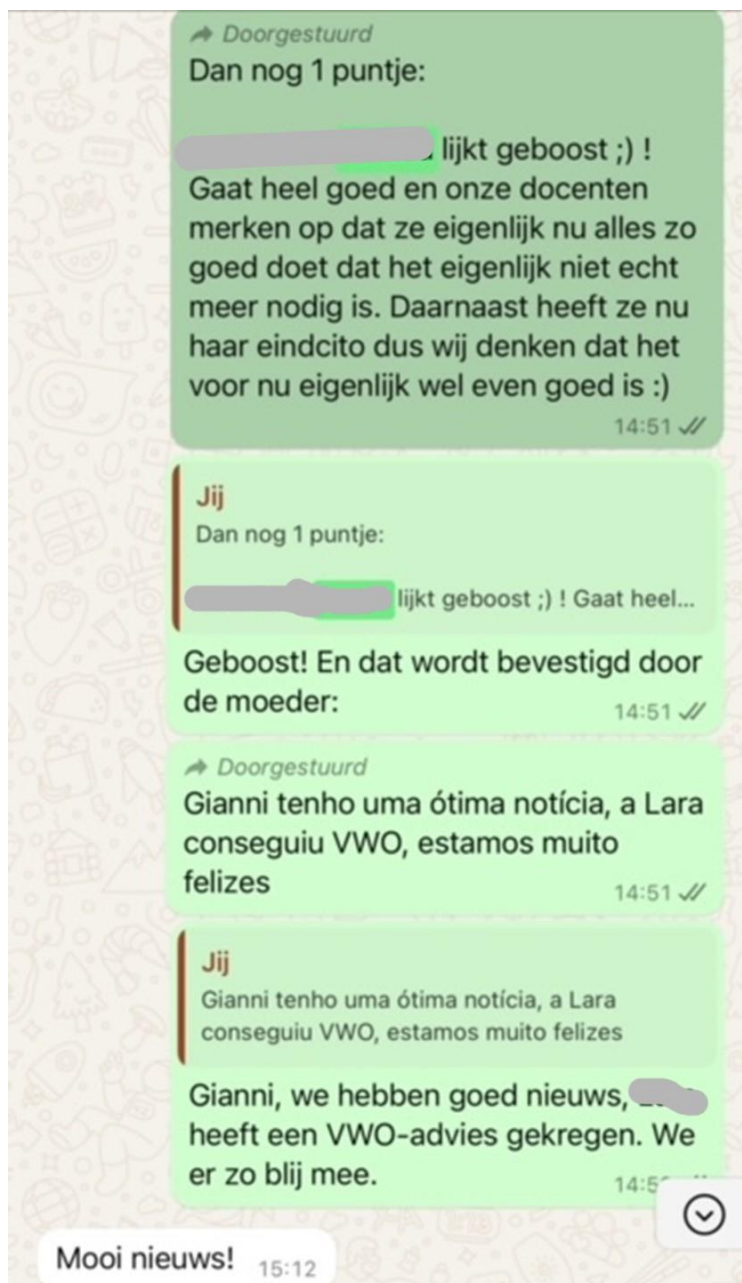 Doorgestuurd
Dan nog 1 puntje:
lijkt geboost ;) !
Gaat heel goed en onze docenten
merken op dat ze eigenlijk nu alles zo
goed doet dat het eigenlijk niet echt
meer nodig is. Daarnaast heeft ze nu
haar eindcito dus wij denken dat het
voor nu eigenlijk wel even goed is :)
14:51
Jij
Dan nog 1 puntje:
lijkt geboost ;) ! Gaat heel...
Geboost! En dat wordt bevestigd door
de moeder:
14:51
Doorgestuurd
Gianni tenho uma ótima notícia, a Lara
conseguiu VWO, estamos muito
felizes
14:51
Jij
Gianni tenho uma ótima notícia, a Lara
conseguiu VWO, estamos muito felizes
Gianni, we hebben goed nieuws,
heeft een VWO-advies gekregen. We
er zo blij mee.
Mooi nieuws!
15:12